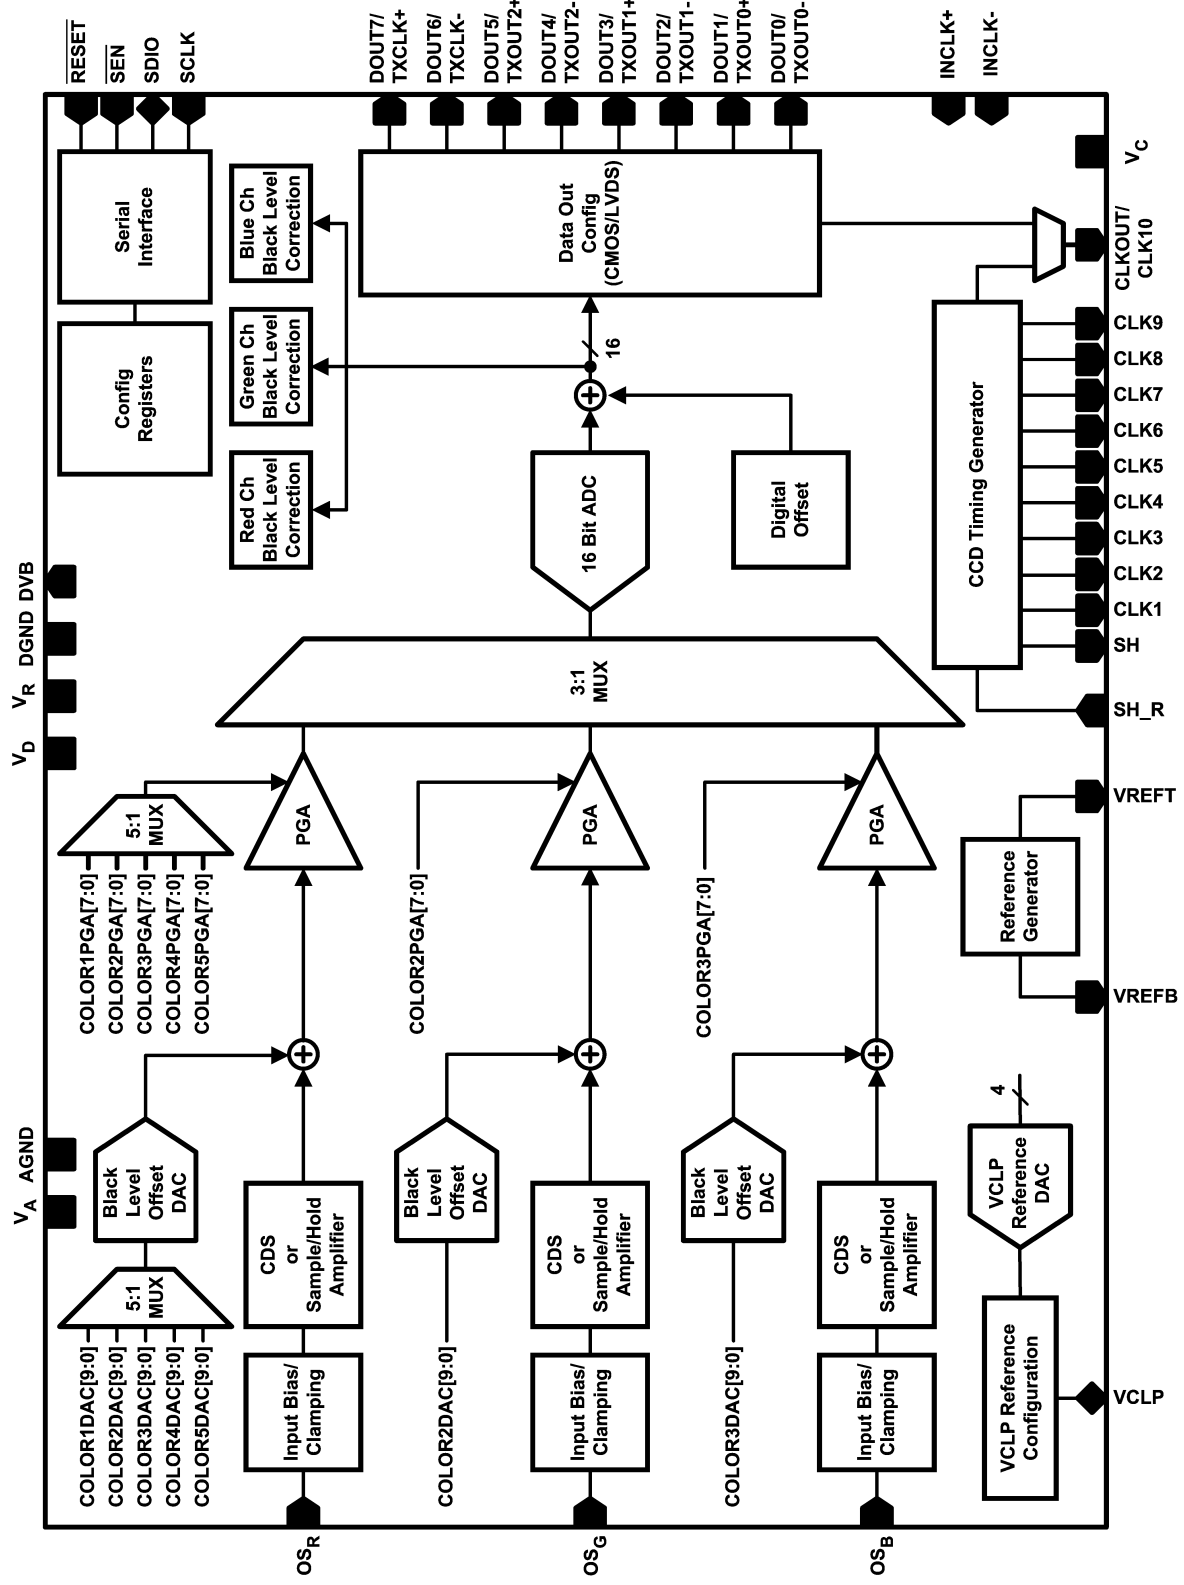 VA
AGND
VD
VR
DGND
DVB
RESET
SEN
SDIO
SCLK
DOUT7/
TXCLK+
DOUT6/
TXCLK-
DOUT5/
TXOUT2+
DOUT4/
TXOUT2-
DOUT3/
TXOUT1+
DOUT2/
TXOUT1-
DOUT1/
TXOUT0+
DOUT0/
TXOUT0-
INCLK+
INCLK-
Config
Registers
Serial
Interface
COLOR1DAC[9:0]
COLOR2DAC[9:0]
COLOR3DAC[9:0]
COLOR4DAC[9:0]
COLOR5DAC[9:0]
5:1
MUX
Black
Level
Offset
DAC
COLOR1PGA[7:0]
COLOR2PGA[7:0]
COLOR3PGA[7:0]
COLOR4PGA[7:0]
COLOR5PGA[7:0]
5:1
MUX
Red Ch
Black Level
Correction
Green Ch
Black Level
Correction
Blue Ch
Black Level
Correction
OSR
Input Bias/
Clamping
CDS
or
Sample/Hold
Amplifier
PGA
COLOR2DAC[9:0]
Black
Level
Offset
DAC
COLOR2PGA[7:0]
OSG
Input Bias/
Clamping
CDS
or
Sample/Hold
Amplifier
PGA
3:1
MUX
16 Bit ADC
16
Data Out
Config
(CMOS/LVDS)
Digital
Offset
COLOR3DAC[9:0]
Black
Level
Offset
DAC
COLOR3PGA[7:0]
OSB
Input Bias/
Clamping
CDS
or
Sample/Hold
Amplifier
PGA
VCLP Reference
Configuration
VCLP
Reference
DAC
4
Reference
Generator
CCD Timing Generator
VCLP
VREFB
VREFT
SH_R
SH
CLK1
CLK2
CLK3
CLK4
CLK5
CLK6
CLK7
CLK8
CLK9
CLKOUT/
CLK10
VC